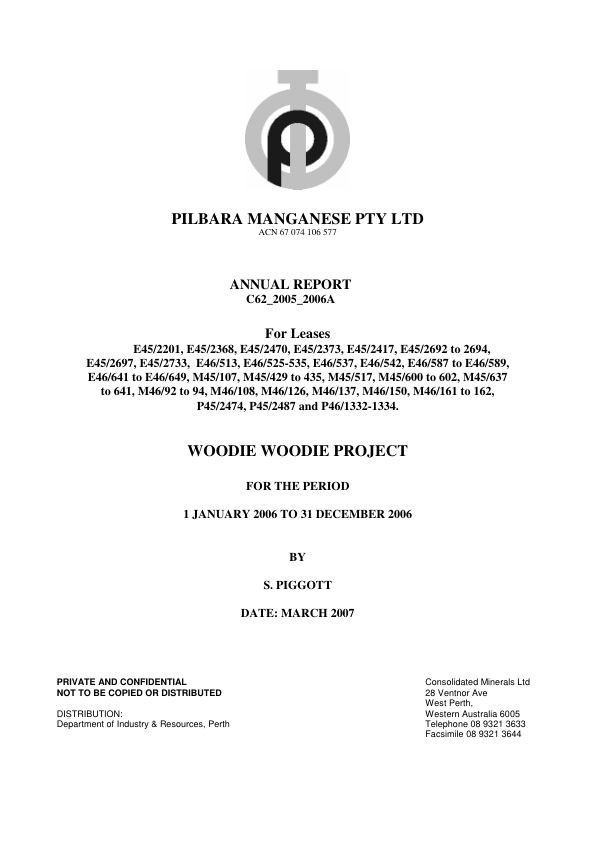 PILBARA MANGANESE PTY LTD
ACN 67 074 106 577
ANNUAL REPORT
C62_2005_2006A
For Leases
E45/2201, E45/2368, E45/2470, E45/2373, E45/2417, E45/2692 to 2694,
E45/2697, E45/2733, E46/513, E46/525-535, E46/537, E46/542, E46/587 to E46/589,
E46/641 to E46/649, M45/107, M45/429 to 435, M45/517, M45/600 to 602, M45/637
to 641, M46/92 to 94, M46/108, M46/126, M46/137, M46/150, M46/161 to 162,
P45/2474, P45/2487 and P46/1332-1334.
WOODIE WOODIE PROJECT
FOR THE PERIOD
1 JANUARY 2006 TO 31 DECEMBER 2006
BY
S. PIGGOTT
DATE: MARCH 2007
PRIVATE AND CONFIDENTIAL
NOT TO BE COPIED OR DISTRIBUTED
DISTRIBUTION:
Department of Industry & Resources, Perth
Consolidated Minerals Ltd
28 Ventnor Ave
West Perth,
Western Australia 6005
Telephone 08 9321 3633
Facsimile 08 9321 3644